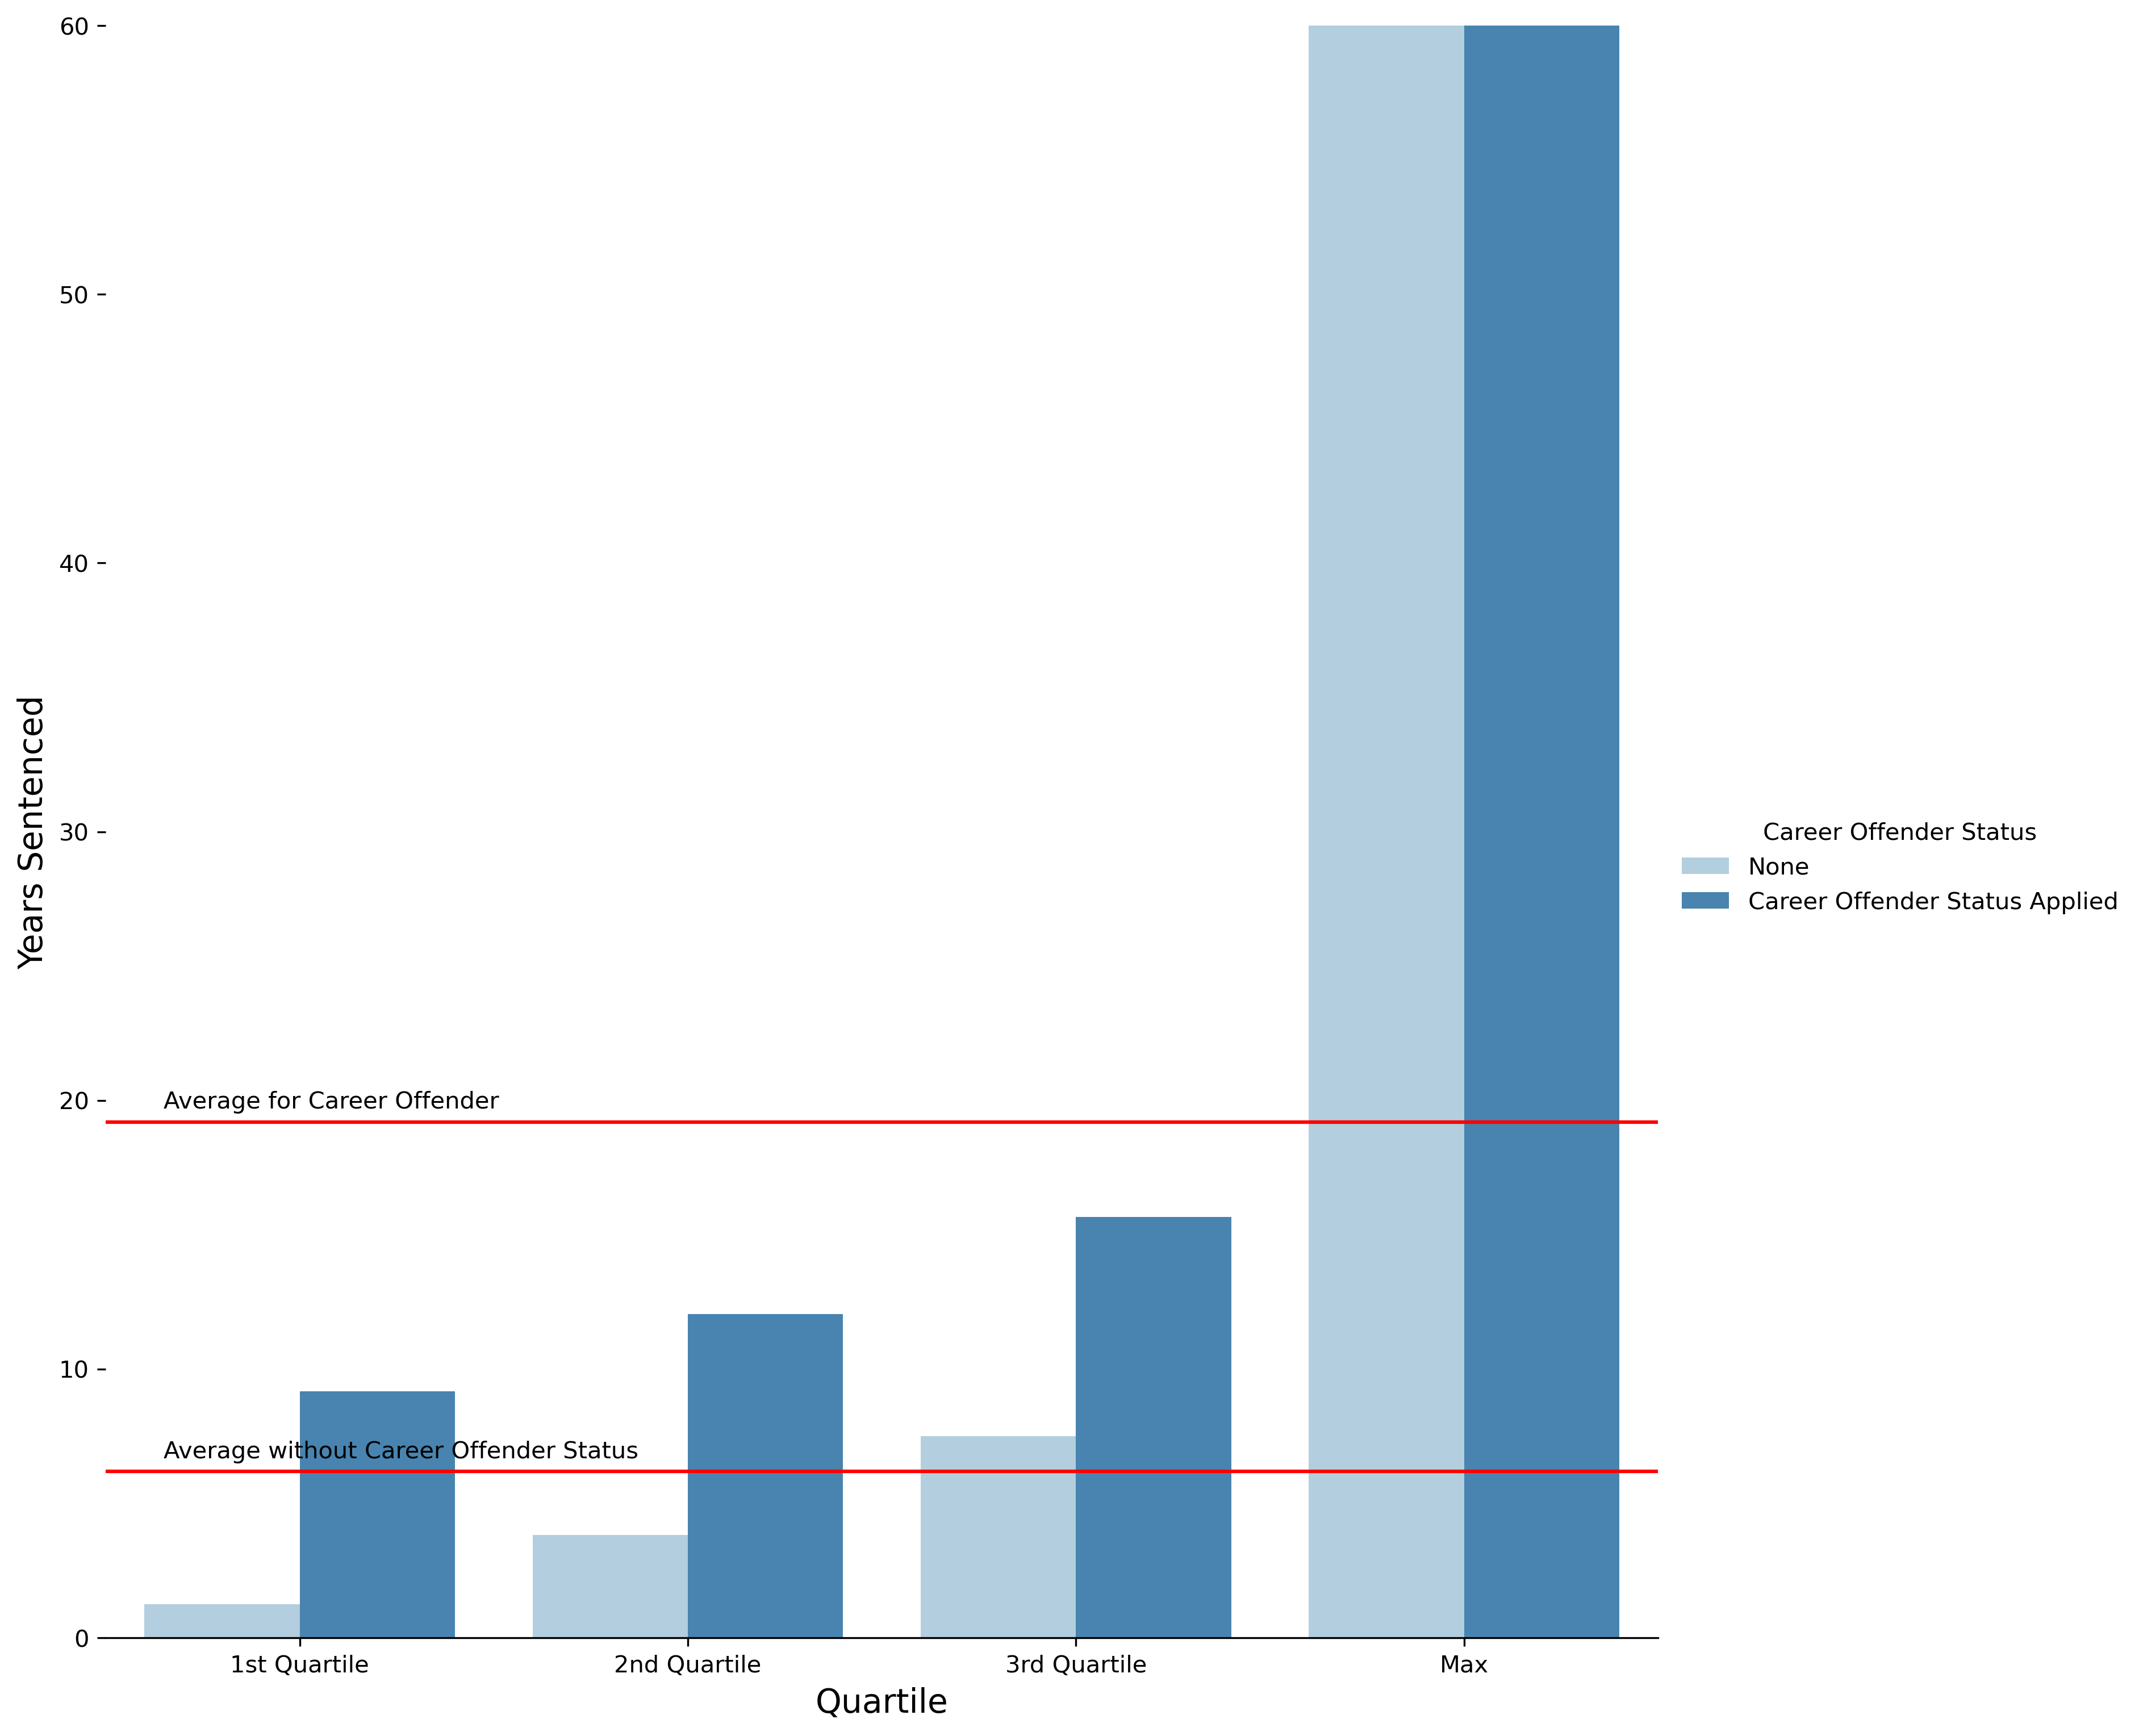 60
50
40
30
20
10
0
Years Sentenced
Average for Career Offender
Average without Career Offender Status
1st Quartile
2nd Quartile
3rd Quartile
Max
Quartile
Career Offender Status
None
Career Offender Status Applied